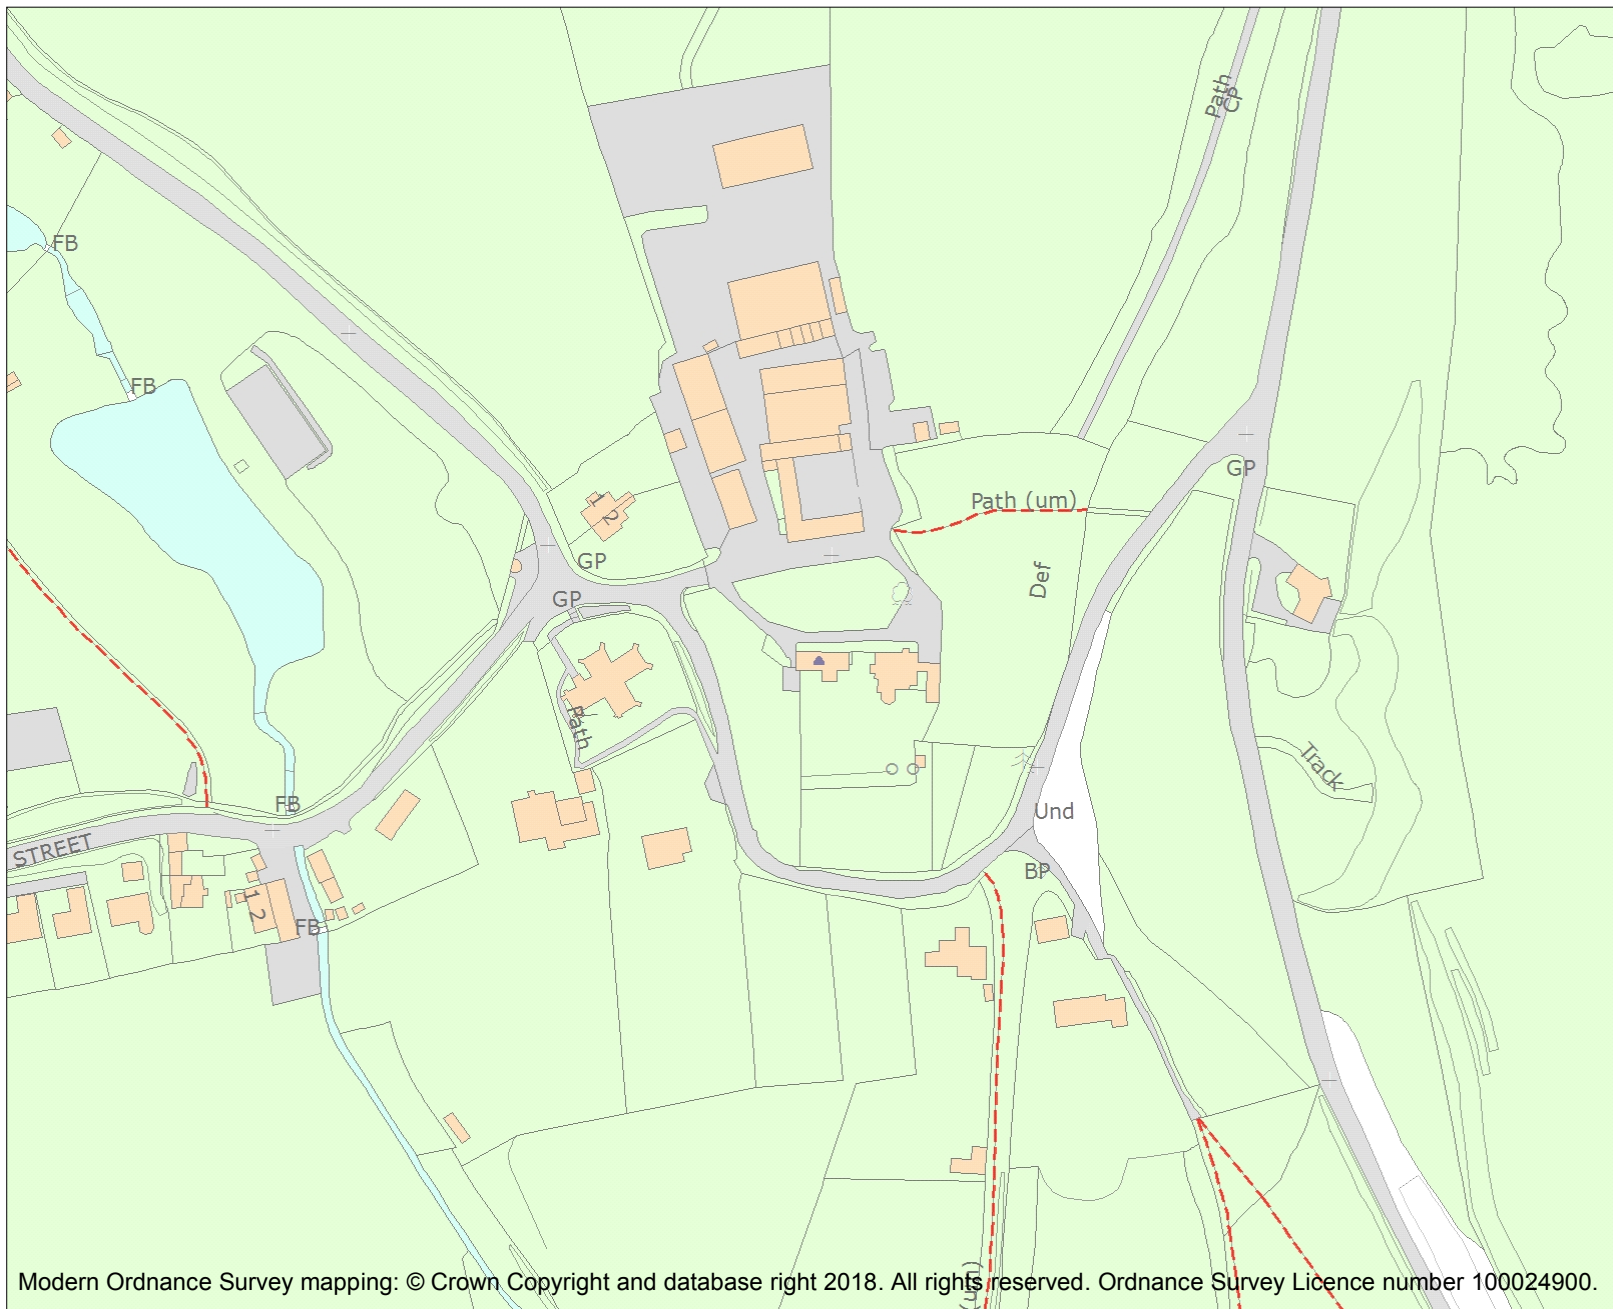 Path
CP
FB
FB
GP
Path (um)
1
2
GP
GP
Def
Path
Track
FB
Und
STREET
BP
1 2
FB
(um)
Modern Ordnance Survey mapping: © Crown Copyright and database right 2018. All rights reserved. Ordnance Survey Licence number 100024900.